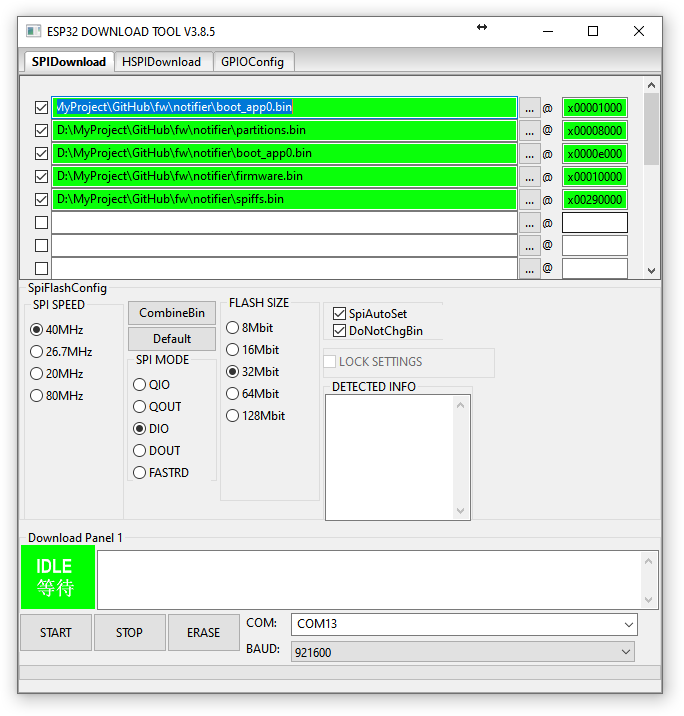 ESP32 DOWNLOAD TOOL V3.8.5
SPIDownload HSPIDownload GPIOConfig
MyProject\GitHub\fw\notifier\boot_app0.bin ... @ x00001000
D:\MyProject\GitHub\fw\notifier\partitions.bin ... @ x00008000
D:\MyProject\GitHub\fw\notifier\boot_app0.bin ... @ x0000e000
D:\MyProject\GitHub\fw\notifier\firmware.bin ... @ x00010000
D:\MyProject\GitHub\fw\notifier\spiffs.bin ... @ x00290000
... @
... @
... @
SpiFlashConfig
SPI SPEED
40MHz
26.7MHz
20MHz
80MHz
CombineBin
Default
SPI MODE
QIO
QOUT
DIO
DOUT
FASTRD
FLASH SIZE
8Mbit
16Mbit
32Mbit
64Mbit
128Mbit
SpiAutoSet
DoNotChgBin
LOCK SETTINGS
DETECTED INFO
Download Panel 1
IDLE
等待
START STOP ERASE
COM: COM13
BAUD: 921600